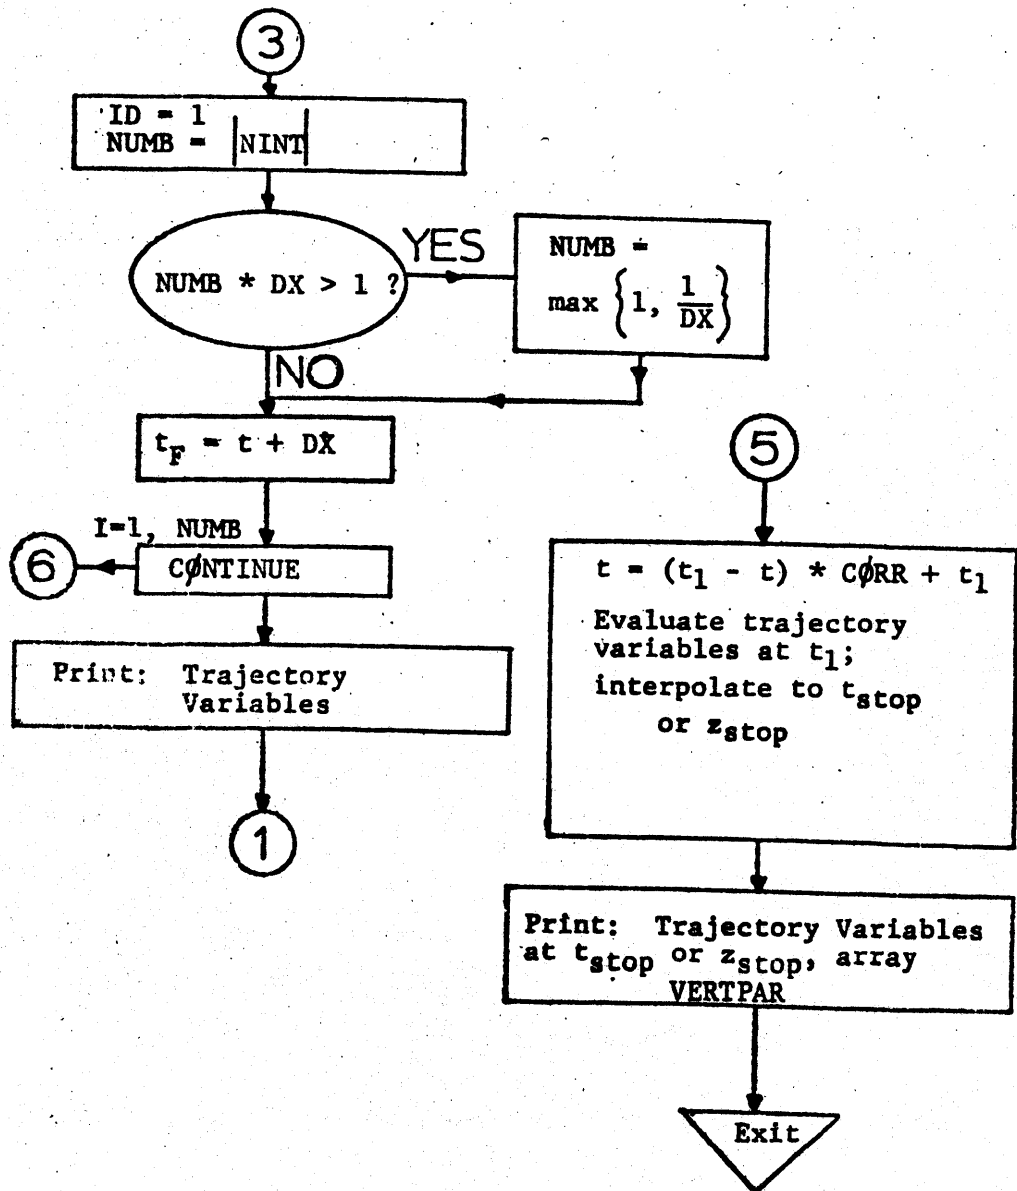 3
ID = 1
NUMB = |NINT|
NUMB * DX > 1 ?
YES
NUMB =
max {1, 1/DX}
NO
t_F = t + DX
I=1, NUMB
6
CØNTINUE
Print: Trajectory
Variables
1
5
t = (t_1 - t) * CØRR + t_1
Evaluate trajectory
variables at t_1;
interpolate to t_stop
or z_stop
Print: Trajectory Variables
at t_stop or z_stop, array
VERTPAR
Exit